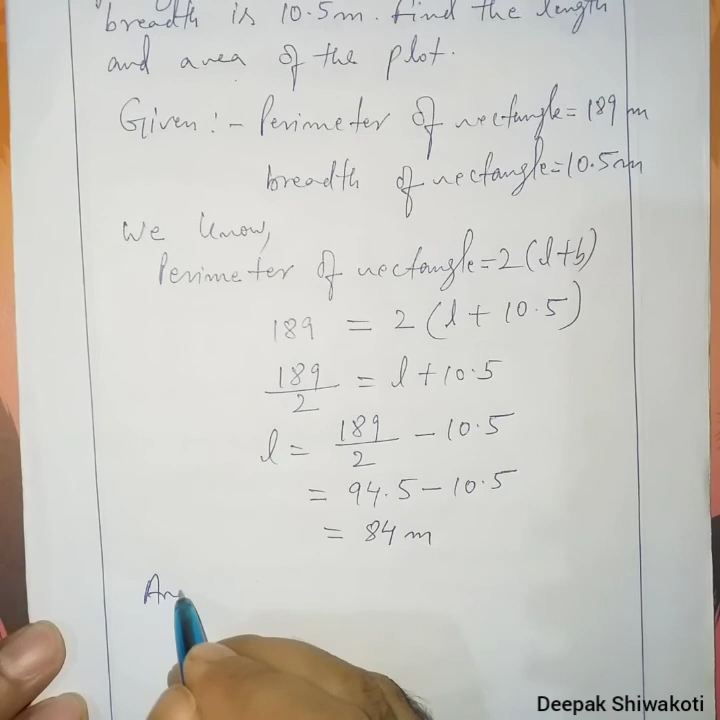 breadth is 10.5m. Find the length
and area of the plot.
Given:- Perimeter of rectangle=189 m
breadth of rectangle=10.5m
We know,
Perimeter of rectangle=2(l+b)
189 = 2(l+10.5)
189/2 = l+10.5
l = 189/2 - 10.5
= 94.5-10.5
= 84 m
Are
Deepak Shiwakoti